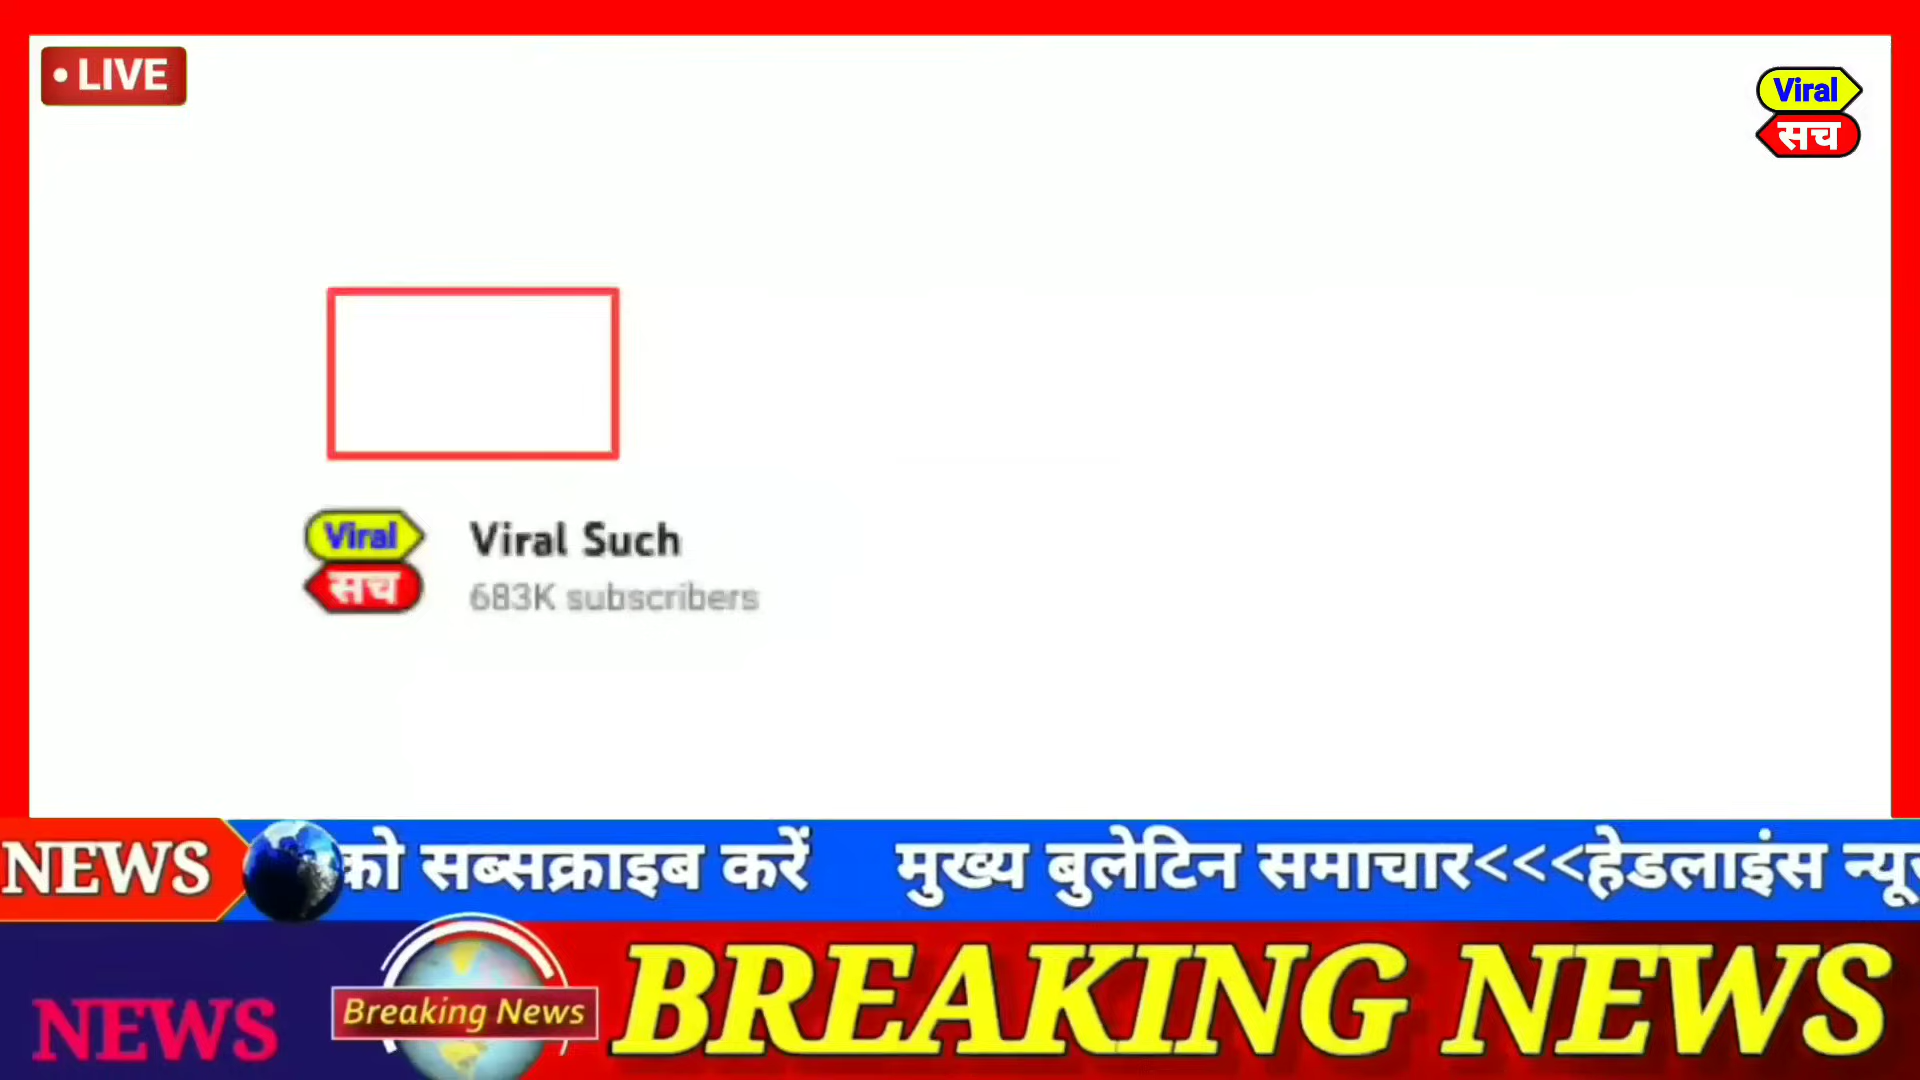 • LIVE
Viral
सच
Viral
सच
Viral Such
683K subscribers
NEWS
को सब्सक्राइब करें मुख्य बुलेटिन समाचार<<<हेडलाइंस न्यूज
NEWS
Breaking News
BREAKING NEWS